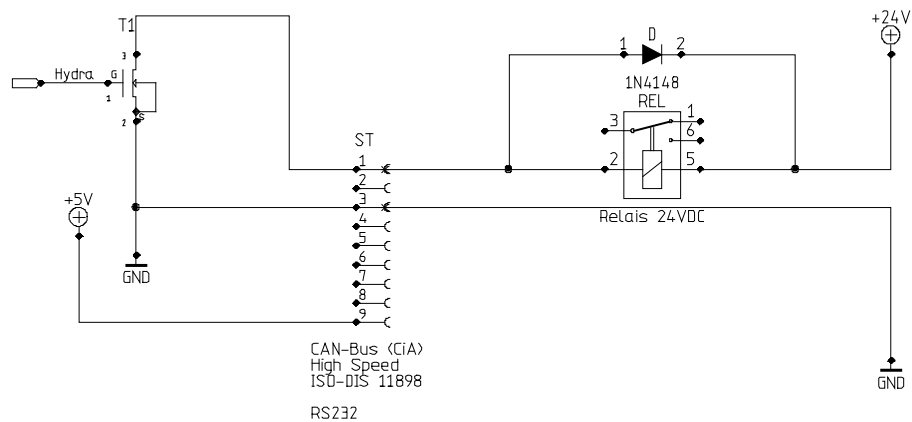 T1
3
Hydra
G
1
S
2
+5V
GND
ST
1
2
3
4
5
6
7
8
9
CAN-Bus (CiA)
High Speed
ISO-DIS 11898
RS232
D
1
2
1N4148
REL
3
1
6
2
5
Relais 24VDC
+24V
GND